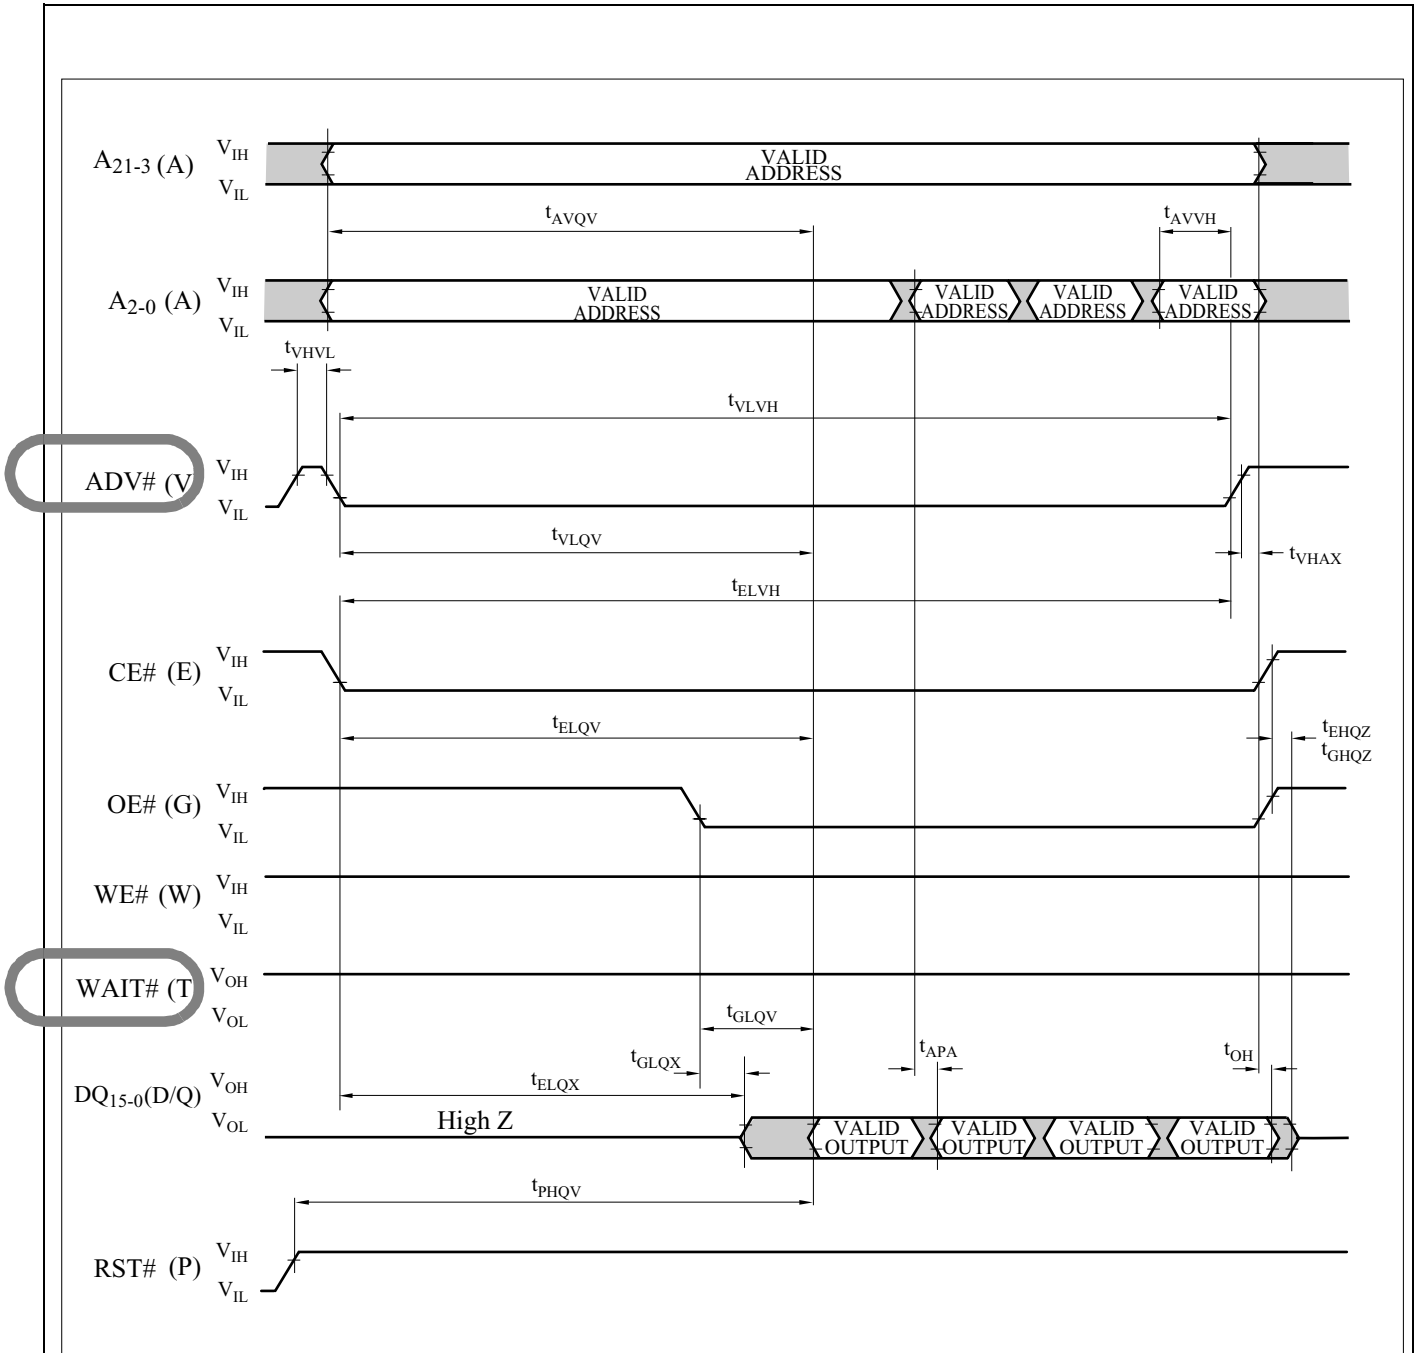 A21-3 (A) VIH VALID
VIL ADDRESS
tAVQV tAVVH
A2-0 (A) VIH VALID VALID VALID VALID
VIL ADDRESS ADDRESS ADDRESS ADDRESS
tVHVL
tVLVH
ADV# (V VIH
VIL
tVLQV tVHAX
tELVH
CE# (E) VIH
VIL
tELQV tEHQZ
tGHQZ
OE# (G) VIH
VIL
WE# (W) VIH
VIL
WAIT# (T VOH
VOL
tGLQV
tGLQX tAPA tOH
tELQX
DQ15-0(D/Q) VOH
VOL High Z VALID VALID VALID VALID
OUTPUT OUTPUT OUTPUT OUTPUT
tPHQV
RST# (P) VIH
VIL